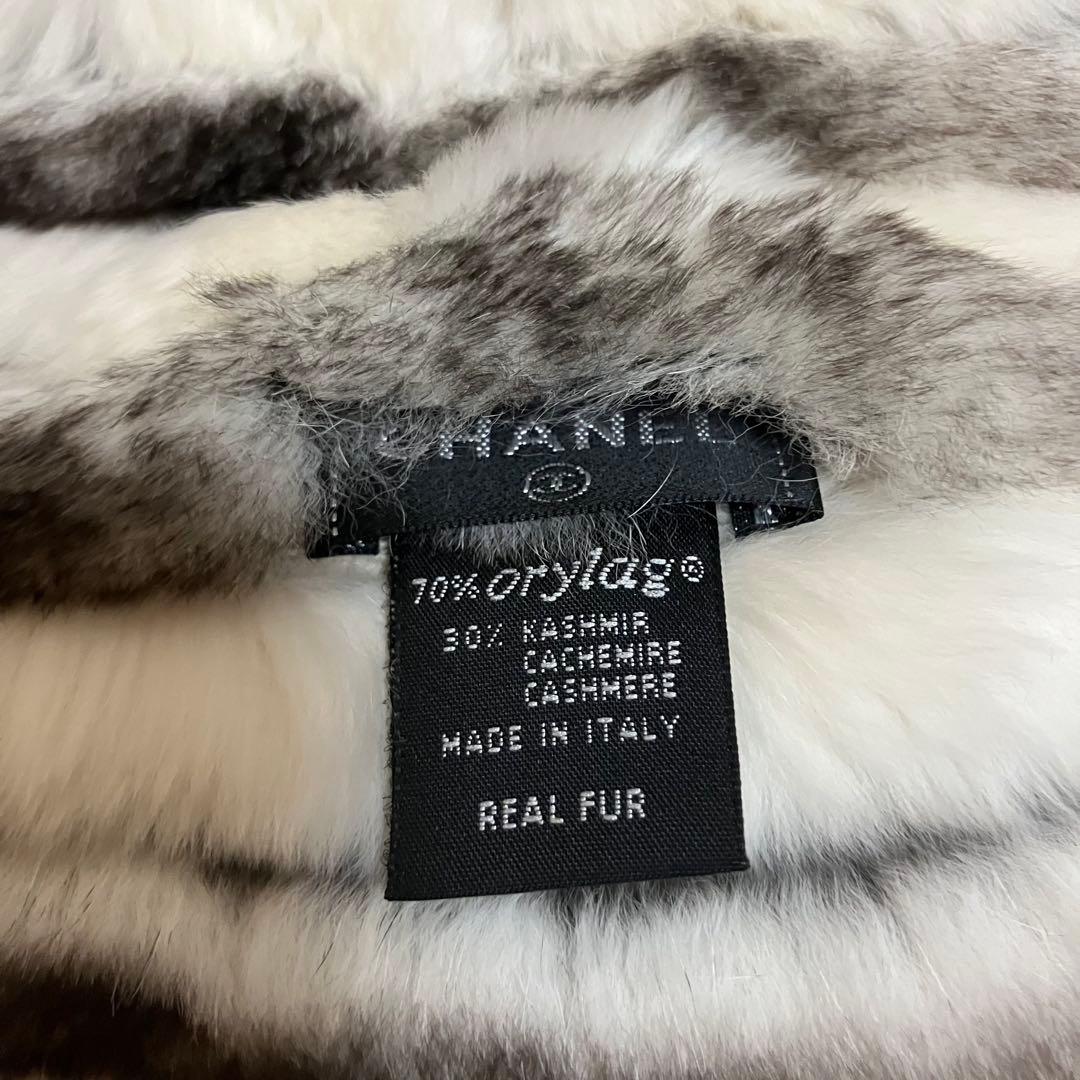 CHANEL
70% orylag®
30% KASHMIR
CACHEMIRE
CASHMERE
MADE IN ITALY
REAL FUR